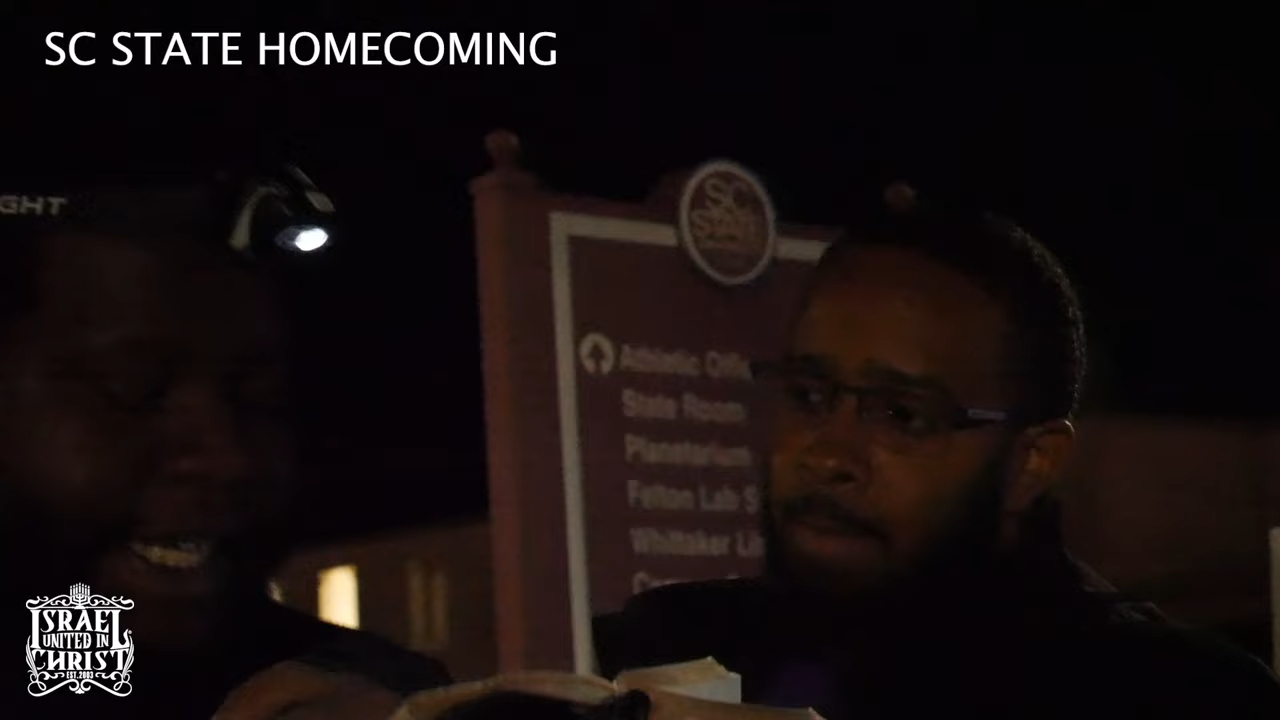 SC STATE HOMECOMING
GHT
SC
STATE
Athletic Offic
State Room
Planetarium
Felton Lab S
Whittaker Li
ISRAEL
UNITED IN
CHRIST
EST. 2003